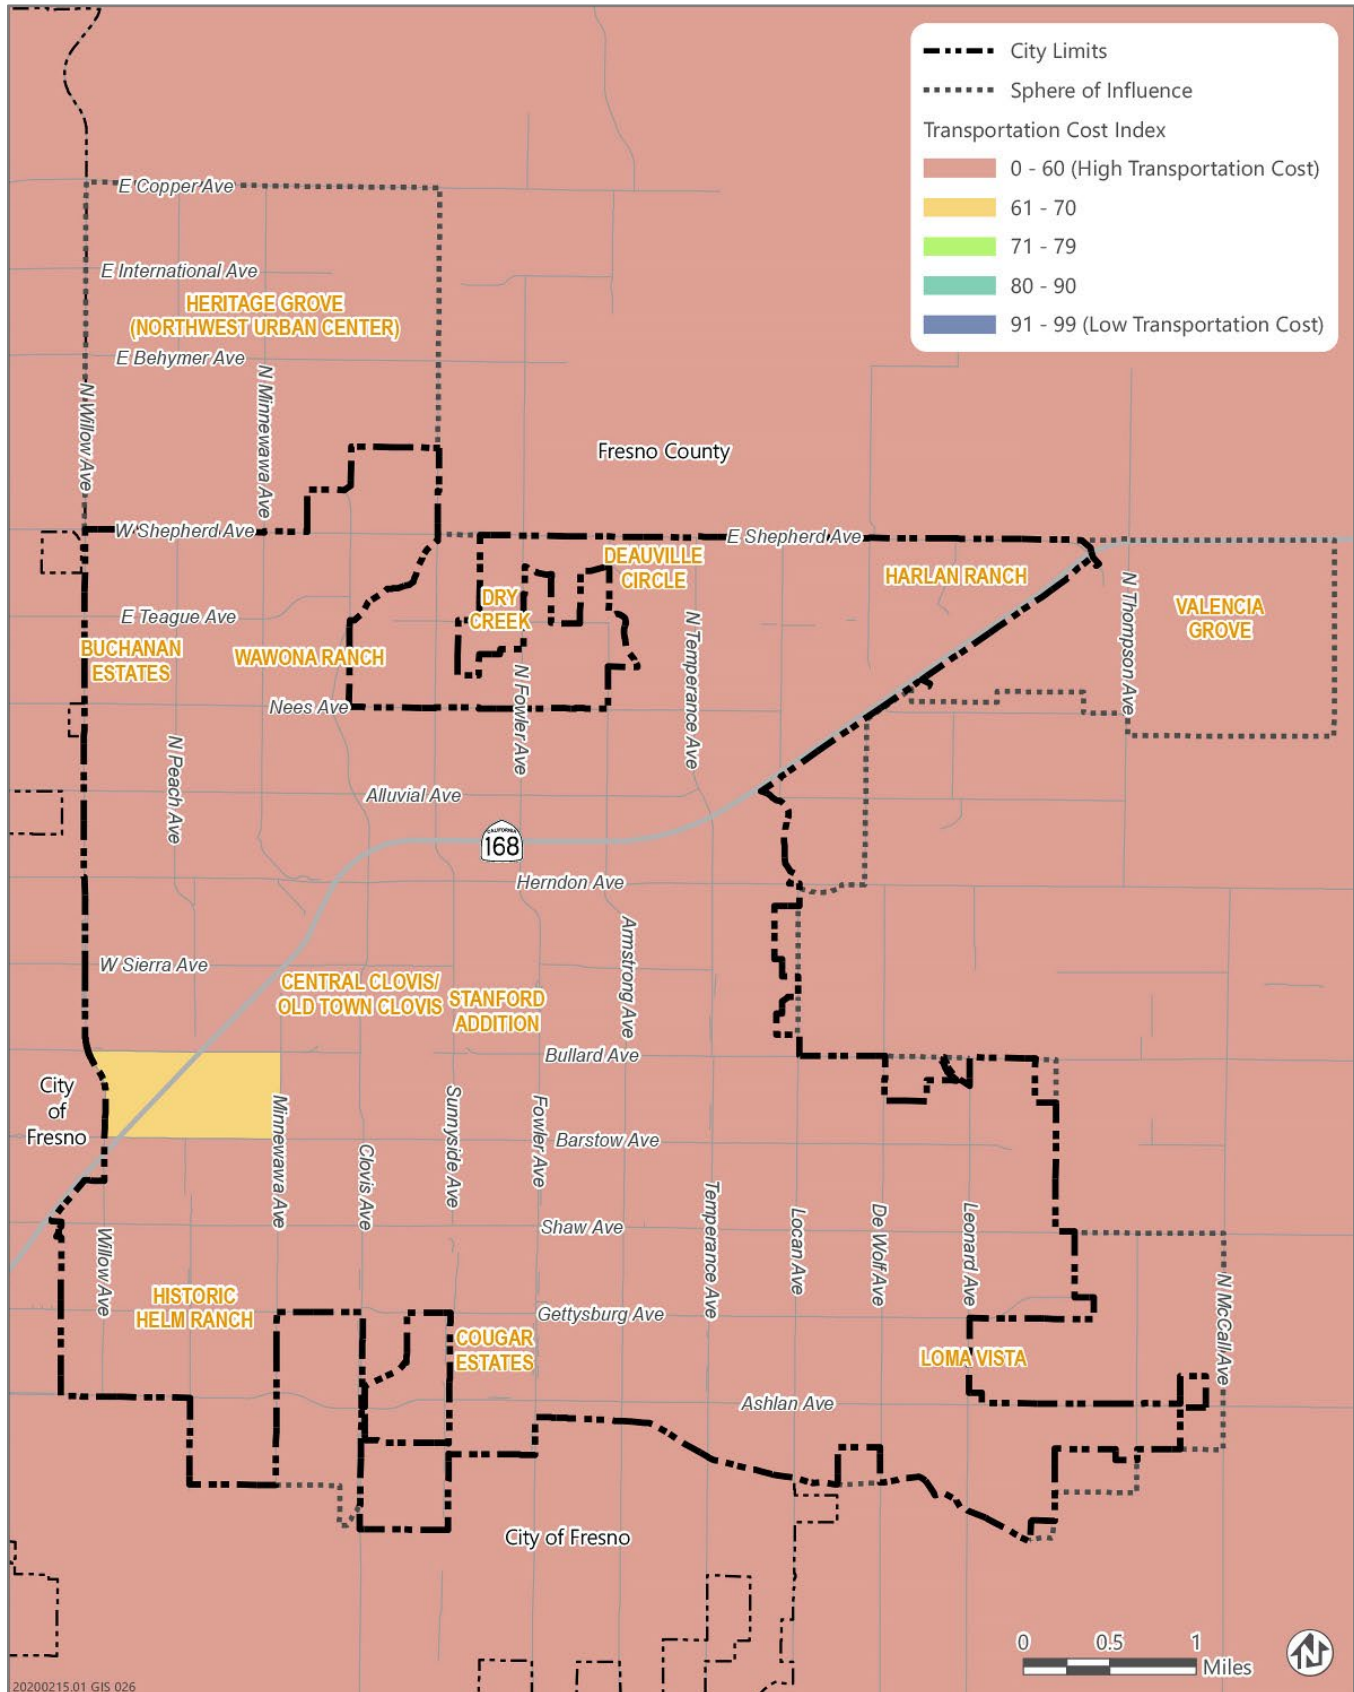 City Limits
Sphere of Influence
Transportation Cost Index
0 - 60 (High Transportation Cost)
61 - 70
71 - 79
80 - 90
91 - 99 (Low Transportation Cost)
E Copper Ave
E International Ave
HERITAGE GROVE
(NORTHWEST URBAN CENTER)
E Behymer Ave
N Willow Ave
N Minnewawa Ave
Fresno County
W Shepherd Ave
E Shepherd Ave
DEAUVILLE
CIRCLE
HARLAN RANCH
DRY
CREEK
N Thompson Ave
VALENCIA
GROVE
E Teague Ave
BUCHANAN
ESTATES
WAWONA RANCH
N Temperance Ave
N Fowler Ave
Nees Ave
N Peach Ave
Alluvial Ave
CALIFORNIA
168
Herndon Ave
Armstrong Ave
W Sierra Ave
CENTRAL CLOVIS/
OLD TOWN CLOVIS
STANFORD
ADDITION
Bullard Ave
City
of
Fresno
Minnewawa Ave
Clovis Ave
Sunnyside Ave
Fowler Ave
Barstow Ave
Temperance Ave
Locan Ave
De Wolf Ave
Leonard Ave
Shaw Ave
Willow Ave
HISTORIC
HELM RANCH
Gettysburg Ave
N McCall Ave
COUGAR
ESTATES
LOMA VISTA
Ashlan Ave
City of Fresno
0 0.5 1
Miles
N
20200215.01 GIS 026